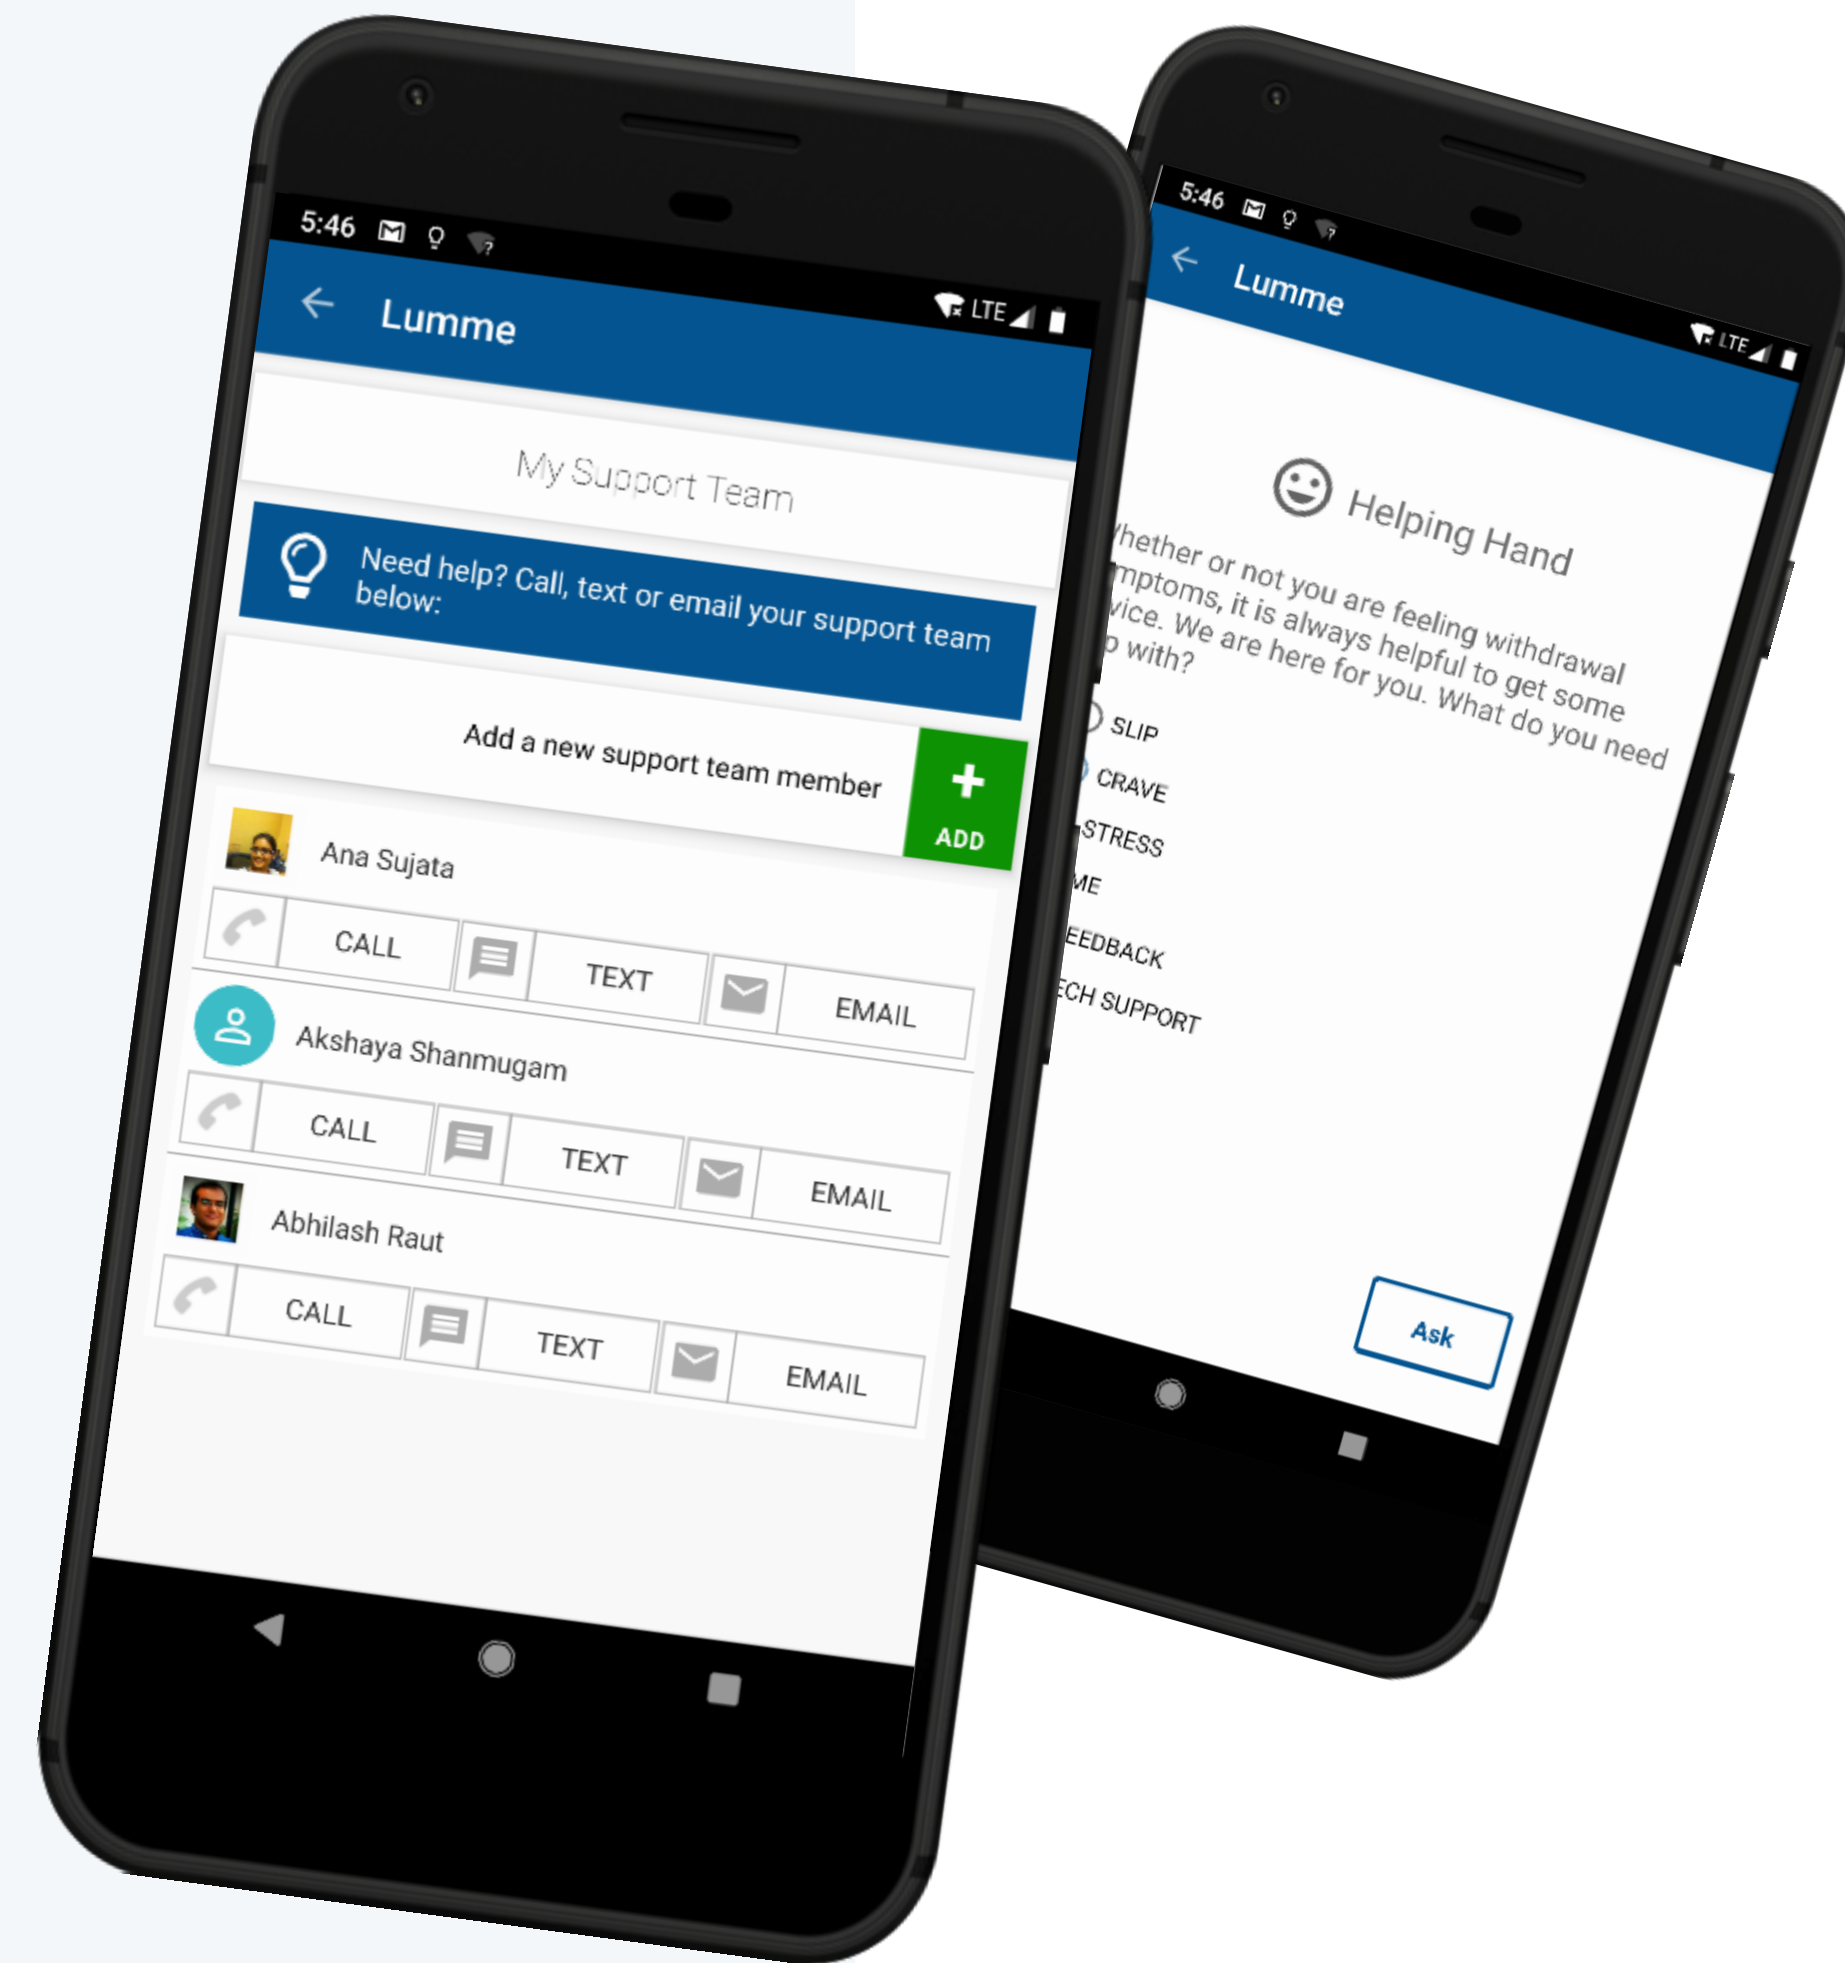 5:46
LTE
Lumme
My Support Team
Need help? Call, text or email your support team
below:
Add a new support team member
+
ADD
Ana Sujata
CALL TEXT EMAIL
Akshaya Shanmugam
CALL TEXT EMAIL
Abhilash Raut
CALL TEXT EMAIL
5:46
LTE
Lumme
Helping Hand
hether or not you are feeling withdrawal
mptoms, it is always helpful to get some
vice. We are here for you. What do you need
p with?
SLIP
CRAVE
STRESS
ME
EEDBACK
ECH SUPPORT
Ask